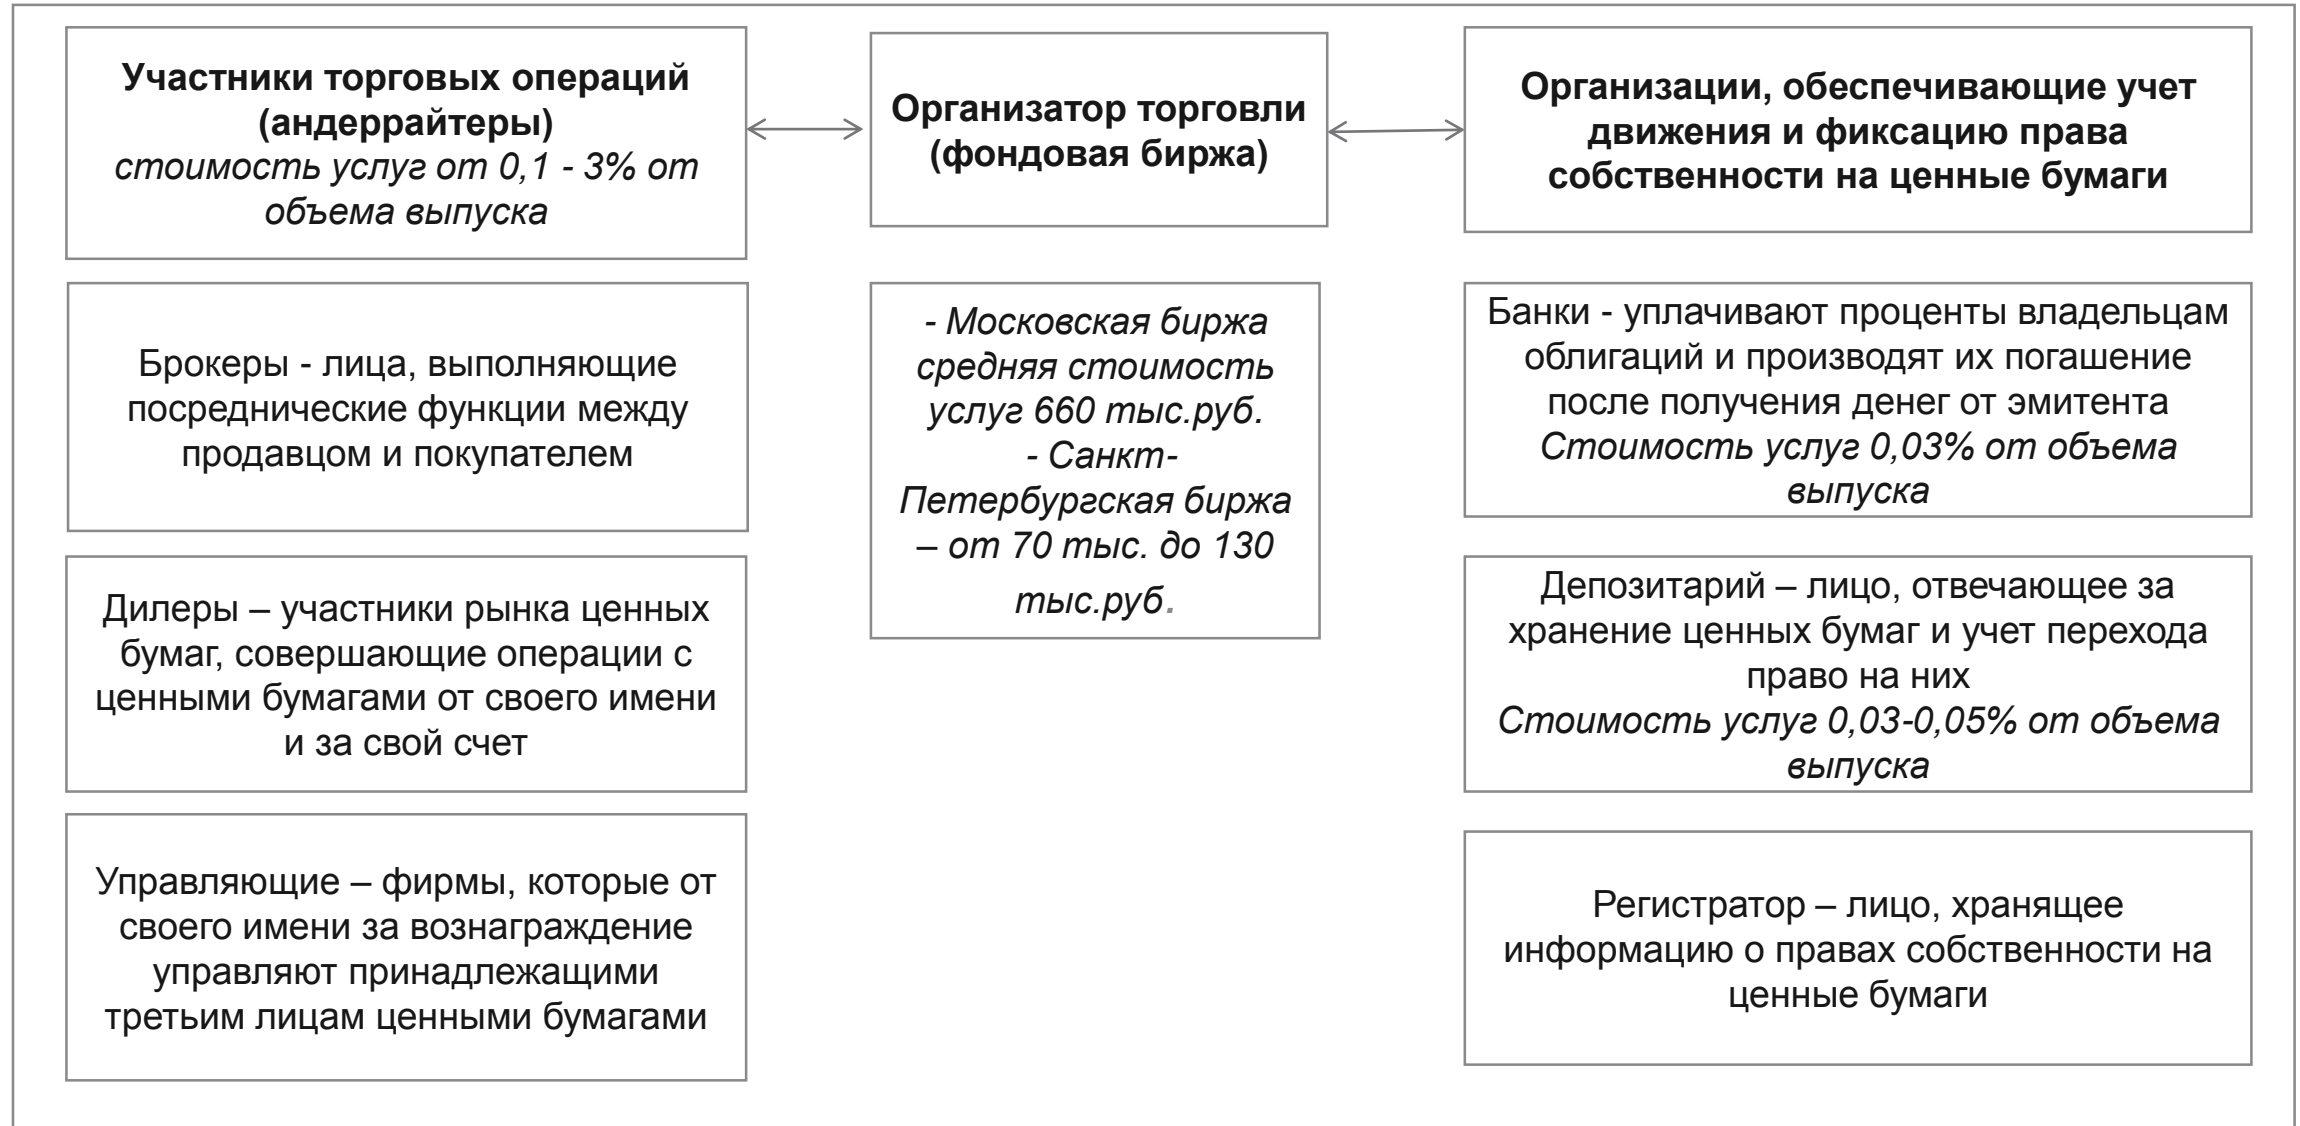 Участники торговых операций
(андеррайтеры)
стоимость услуг от 0,1 - 3% от
объема выпуска
Брокеры - лица, выполняющие
посреднические функции между
продавцом и покупателем
Дилеры – участники рынка ценных
бумаг, совершающие операции с
ценными бумагами от своего имени
и за свой счет
Управляющие – фирмы, которые от
своего имени за вознаграждение
управляют принадлежащими
третьим лицам ценными бумагами
Организатор торговли
(фондовая биржа)
- Московская биржа
средняя стоимость
услуг 660 тыс.руб.
- Санкт-
Петербургская биржа
– от 70 тыс. до 130
тыс.руб.
Организации, обеспечивающие учет
движения и фиксацию права
собственности на ценные бумаги
Банки - уплачивают проценты владельцам
облигаций и производят их погашение
после получения денег от эмитента
Стоимость услуг 0,03% от объема
выпуска
Депозитарий – лицо, отвечающее за
хранение ценных бумаг и учет перехода
право на них
Стоимость услуг 0,03-0,05% от объема
выпуска
Регистратор – лицо, хранящее
информацию о правах собственности на
ценные бумаги